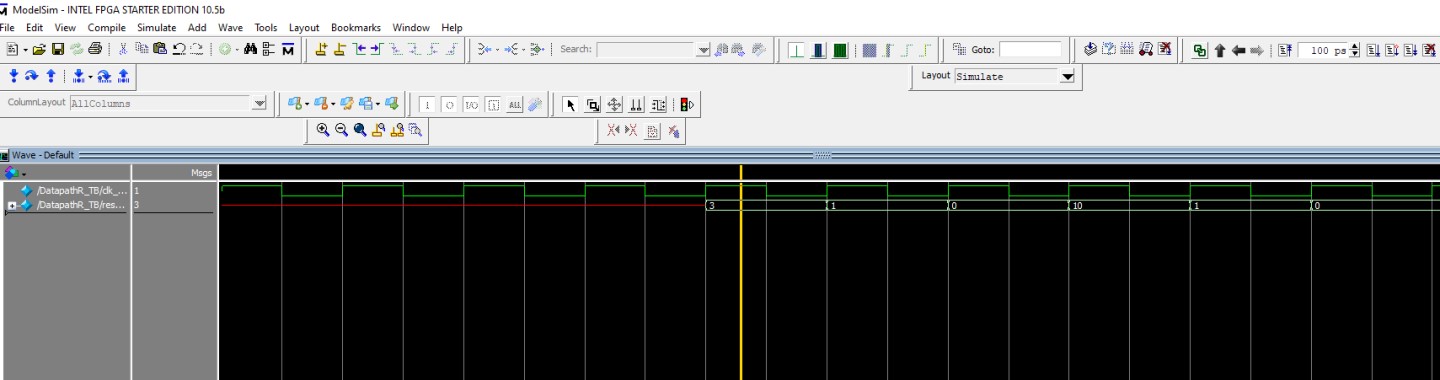 ModelSim - INTEL FPGA STARTER EDITION 10.5b
File Edit View Compile Simulate Add Wave Tools Layout Bookmarks Window Help
Search: Goto: 100 ps
Layout Simulate
ColumnLayout AllColumns I O I/O ALL
Wave - Default
Msgs
/DatapathR_TB/clk_... 1
/DatapathR_TB/res... 3 3 1 0 10 1 0